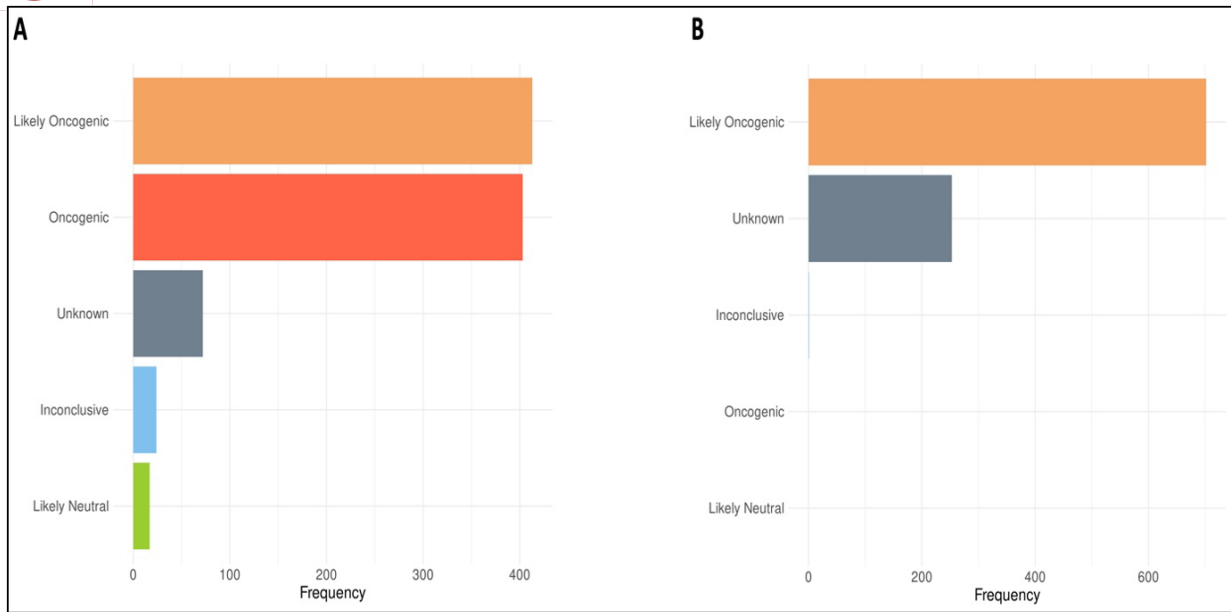 A
Likely Oncogenic
Oncogenic
Unknown
Inconclusive
Likely Neutral
0 100 200 300 400
Frequency
B
Likely Oncogenic
Unknown
Inconclusive
Oncogenic
Likely Neutral
0 200 400 600
Frequency